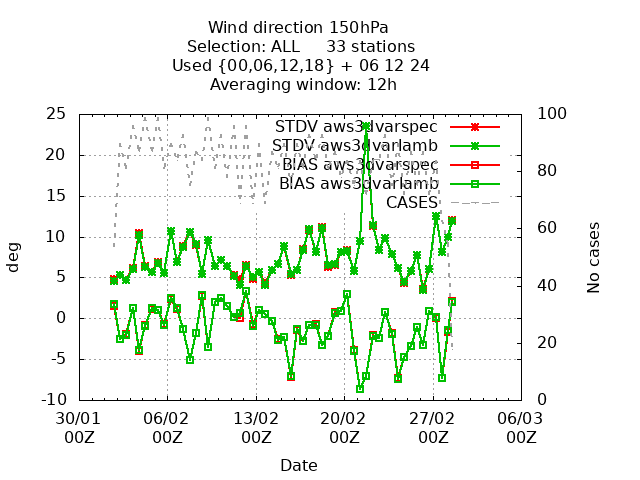 Wind direction 150hPa
Selection: ALL 33 stations
Used {00,06,12,18} + 06 12 24
Averaging window: 12h
STDV aws3dvarspec
STDV aws3dvarlamb
BIAS aws3dvarspec
BIAS aws3dvarlamb
CASES
25
20
15
10
5
0
-5
-10
deg
100
80
60
40
20
0
No cases
30/01 06/02 13/02 20/02 27/02 06/03
00Z 00Z 00Z 00Z 00Z 00Z
Date